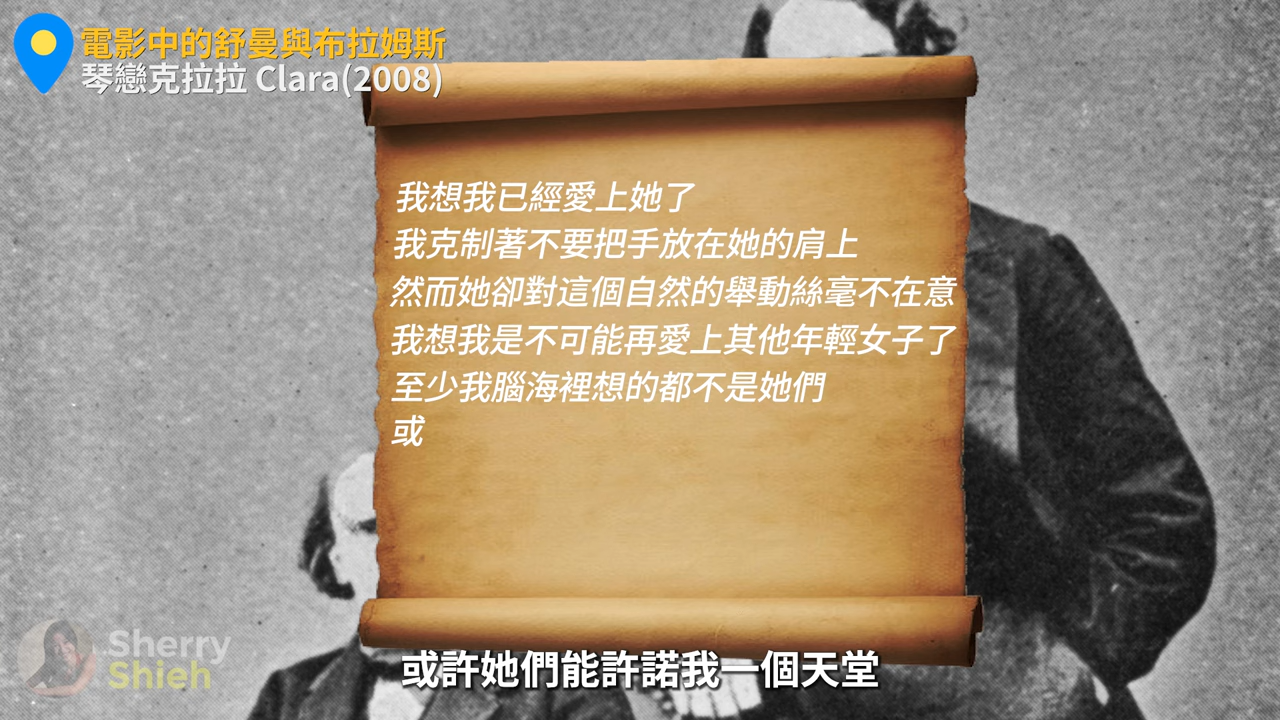 電影中的舒曼與布拉姆斯
琴戀克拉拉 Clara(2008)
我想我已經愛上她了
我克制著不要把手放在她的肩上
然而她卻對這個自然的舉動絲毫不在意
我想我是不可能再愛上其他年輕女子了
至少我腦海裡想的都不是她們
或
或許她們能許諾我一個天堂
Sherry
Shieh